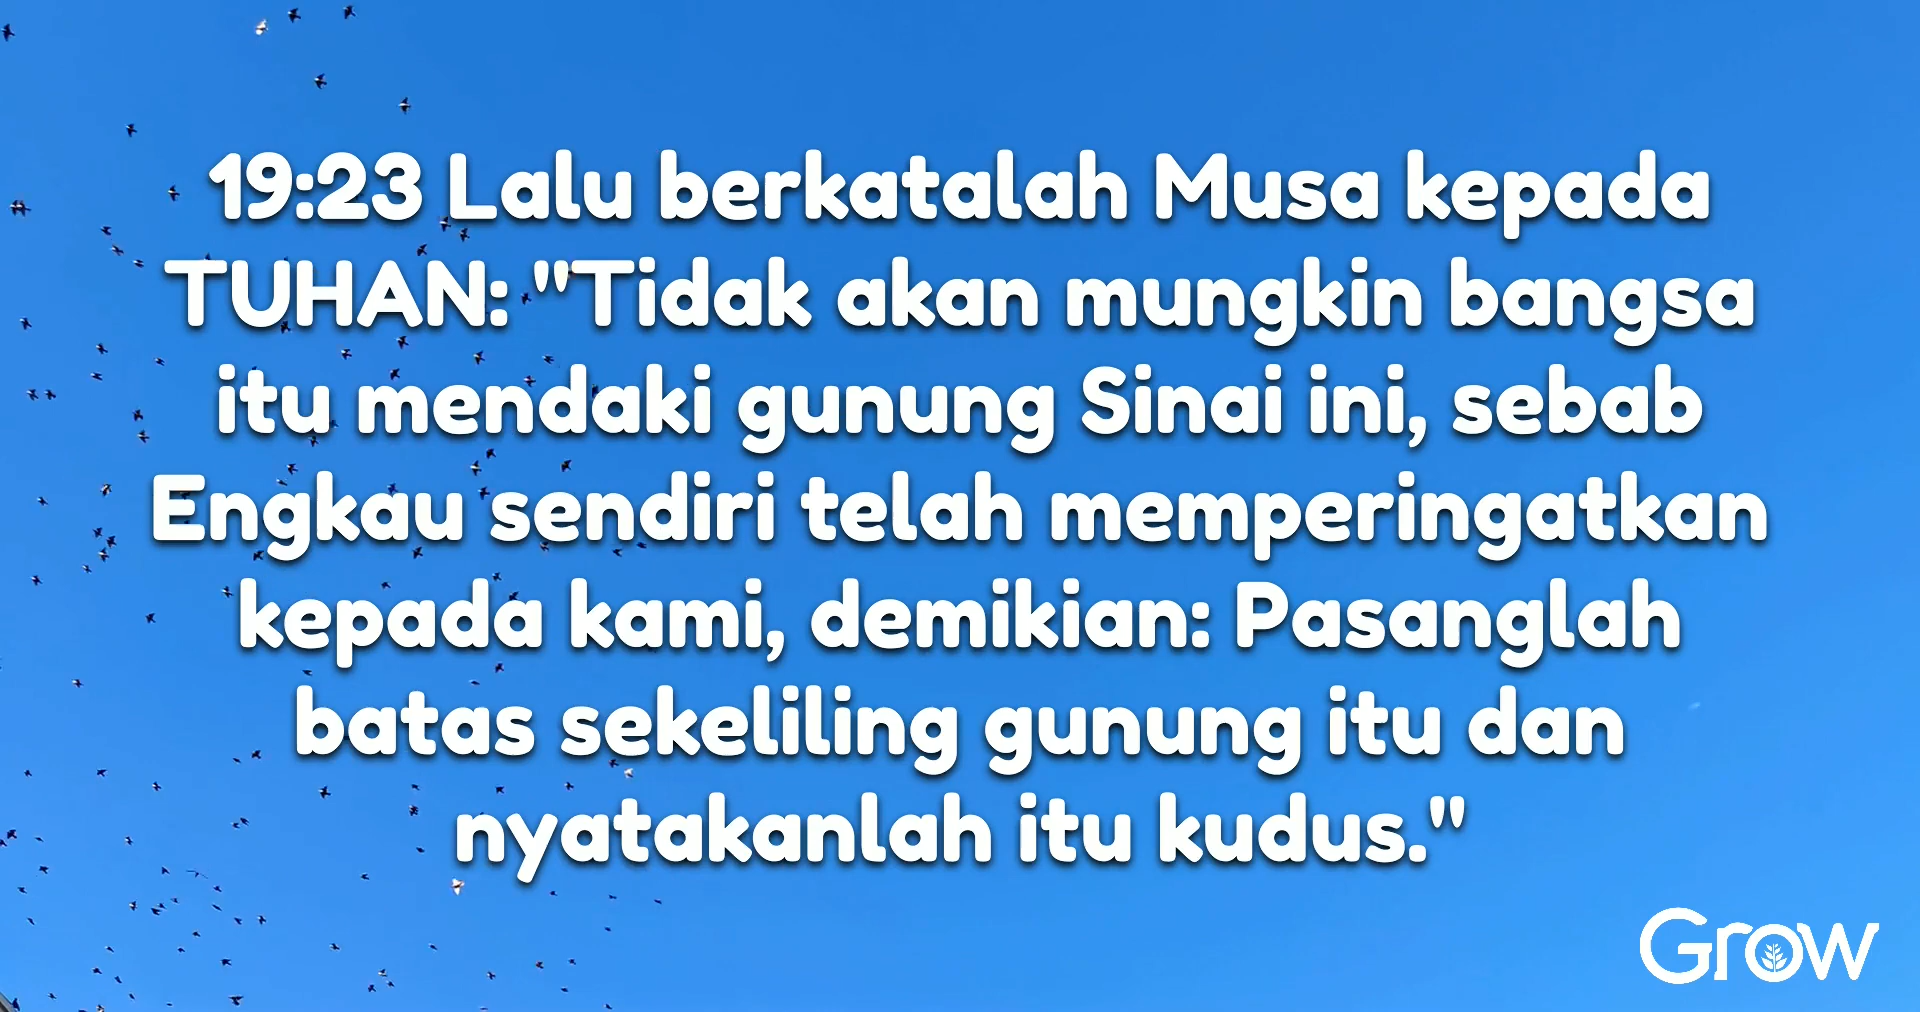 19:23 Lalu berkatalah Musa kepada
TUHAN: "Tidak akan mungkin bangsa
itu mendaki gunung Sinai ini, sebab
Engkau sendiri telah memperingatkan
kepada kami, demikian: Pasanglah
batas sekeliling gunung itu dan
nyatakanlah itu kudus."
Grow